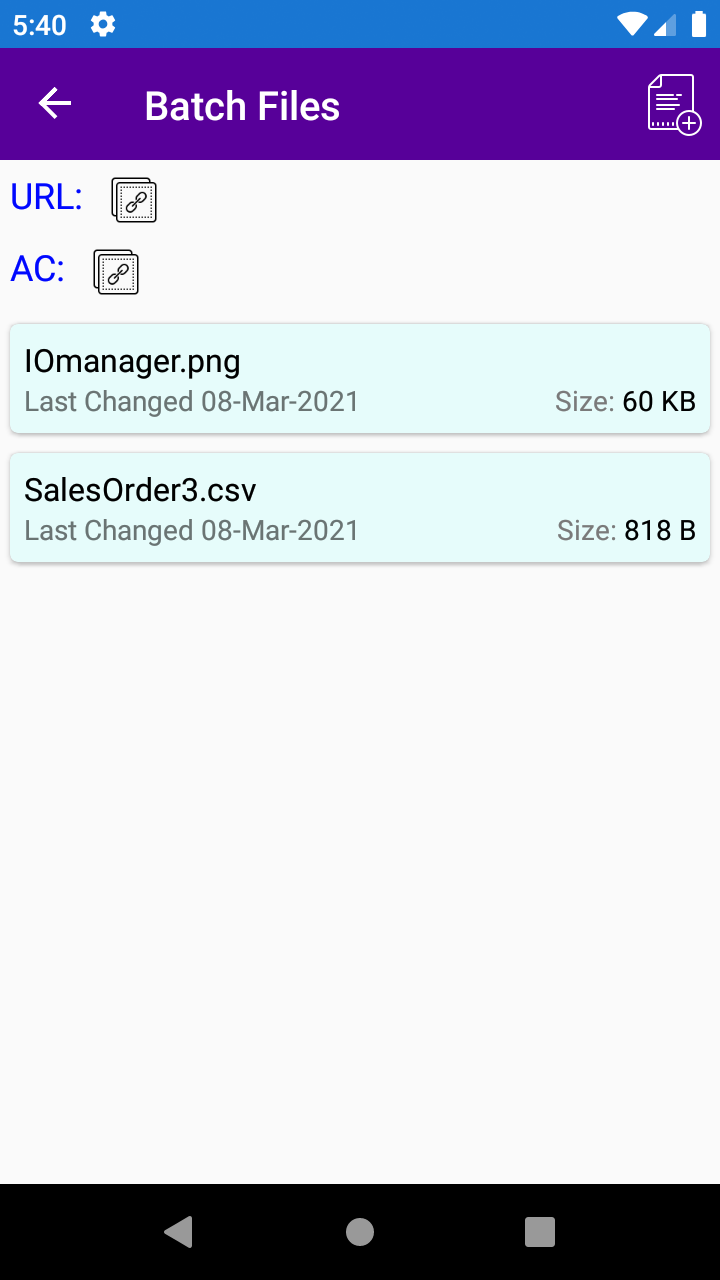 5:40
Batch Files
URL:
AC:
IOmanager.png
Last Changed 08-Mar-2021 Size: 60 KB
SalesOrder3.csv
Last Changed 08-Mar-2021 Size: 818 B